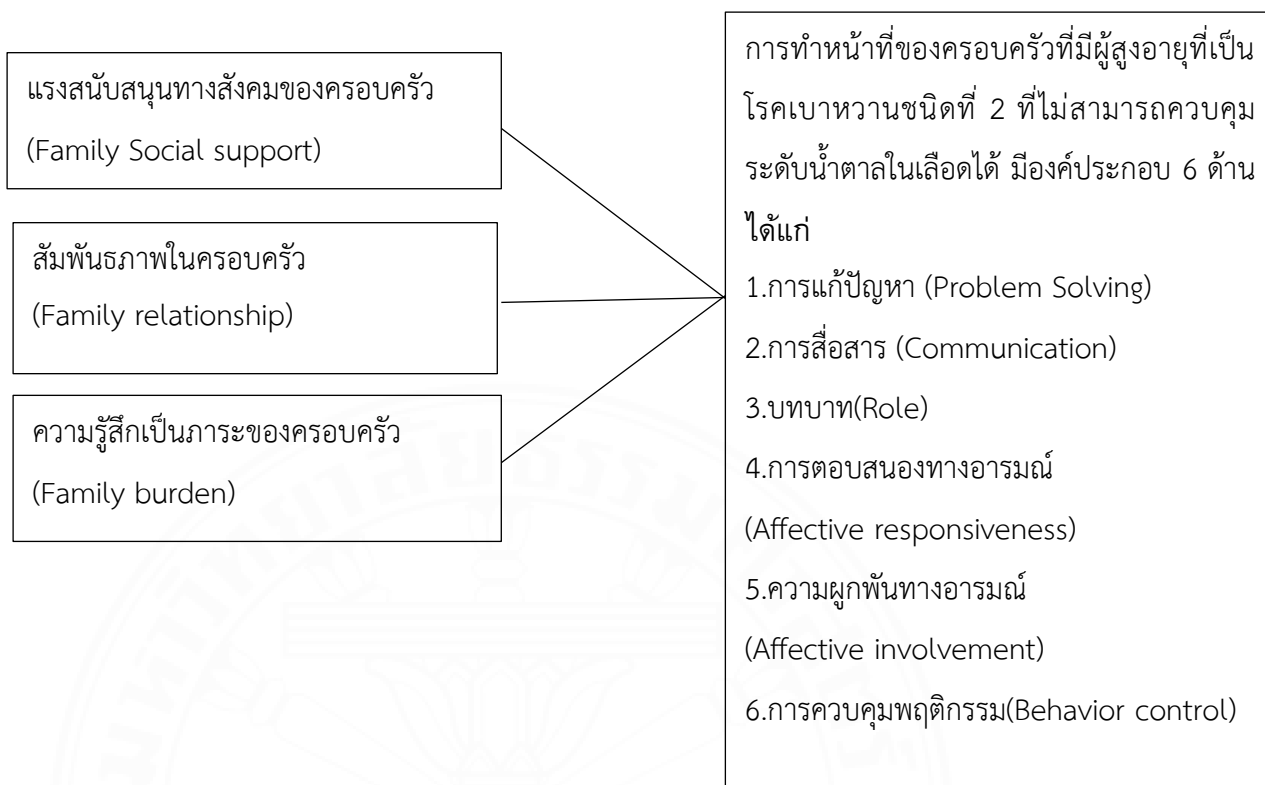 แรงสนับสนุนทางสังคมของครอบครัว
(Family Social support)
สัมพันธภาพในครอบครัว
(Family relationship)
ความรู้สึกเป็นภาระของครอบครัว
(Family burden)
การทำหน้าที่ของครอบครัวที่มีผู้สูงอายุที่เป็น
โรคเบาหวานชนิดที่ 2 ที่ไม่สามารถควบคุม
ระดับน้ำตาลในเลือดได้ มีองค์ประกอบ 6 ด้าน
ได้แก่
1.การแก้ปัญหา (Problem Solving)
2.การสื่อสาร (Communication)
3.บทบาท(Role)
4.การตอบสนองทางอารมณ์
(Affective responsiveness)
5.ความผูกพันทางอารมณ์
(Affective involvement)
6.การควบคุมพฤติกรรม(Behavior control)